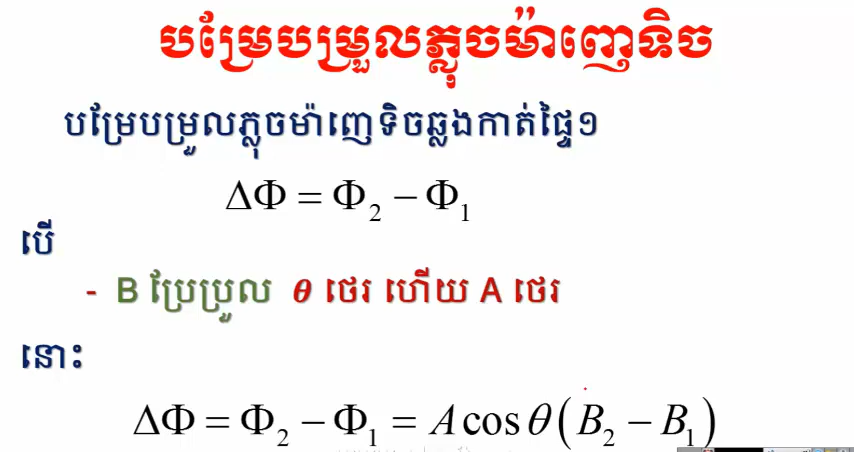 បម្រែបម្រួលភ្លុចម៉ាញេទិច
បម្រែបម្រួលភ្លុចម៉ាញេទិចឆ្លងកាត់ផ្ទៃ១
ΔΦ = Φ₂ − Φ₁
បើ
- B ប្រែប្រួល θ ថេរ ហើយ A ថេរ
នោះ
ΔΦ = Φ₂ − Φ₁ = A cos θ (B₂ − B₁)